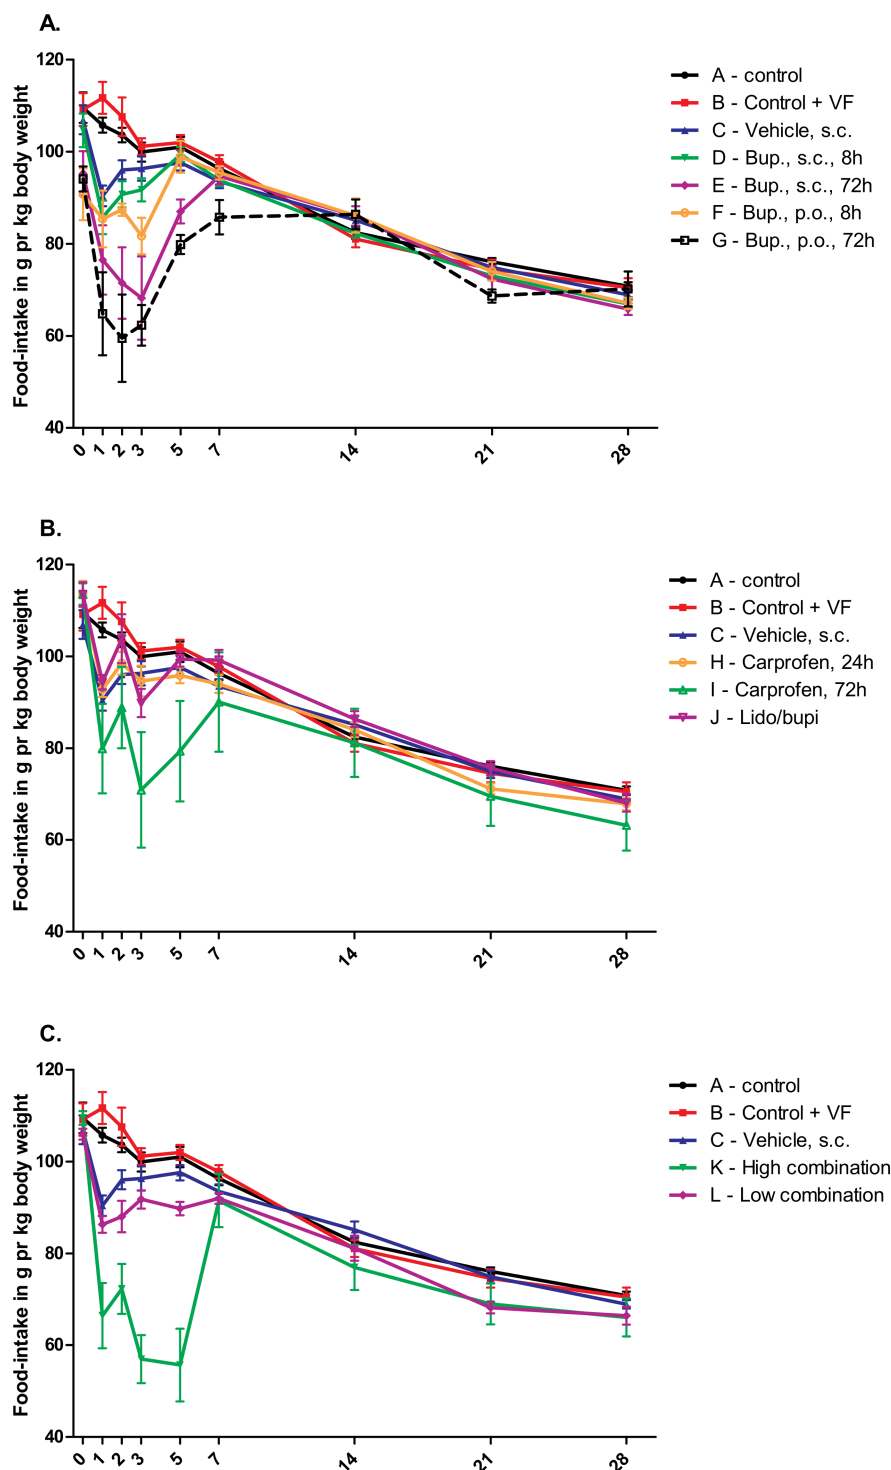 A.
Food-intake in g pr kg body weight
120
100
80
60
40
0 1 2 3 5 7 14 21 28
A - control
B - Control + VF
C - Vehicle, s.c.
D - Bup., s.c., 8h
E - Bup., s.c., 72h
F - Bup., p.o., 8h
G - Bup., p.o., 72h
B.
Food-intake in g pr kg body weight
120
100
80
60
40
0 1 2 3 5 7 14 21 28
A - control
B - Control + VF
C - Vehicle, s.c.
H - Carprofen, 24h
I - Carprofen, 72h
J - Lido/bupi
C.
Food-intake in g pr kg body weight
120
100
80
60
40
0 1 2 3 5 7 14 21 28
A - control
B - Control + VF
C - Vehicle, s.c.
K - High combination
L - Low combination